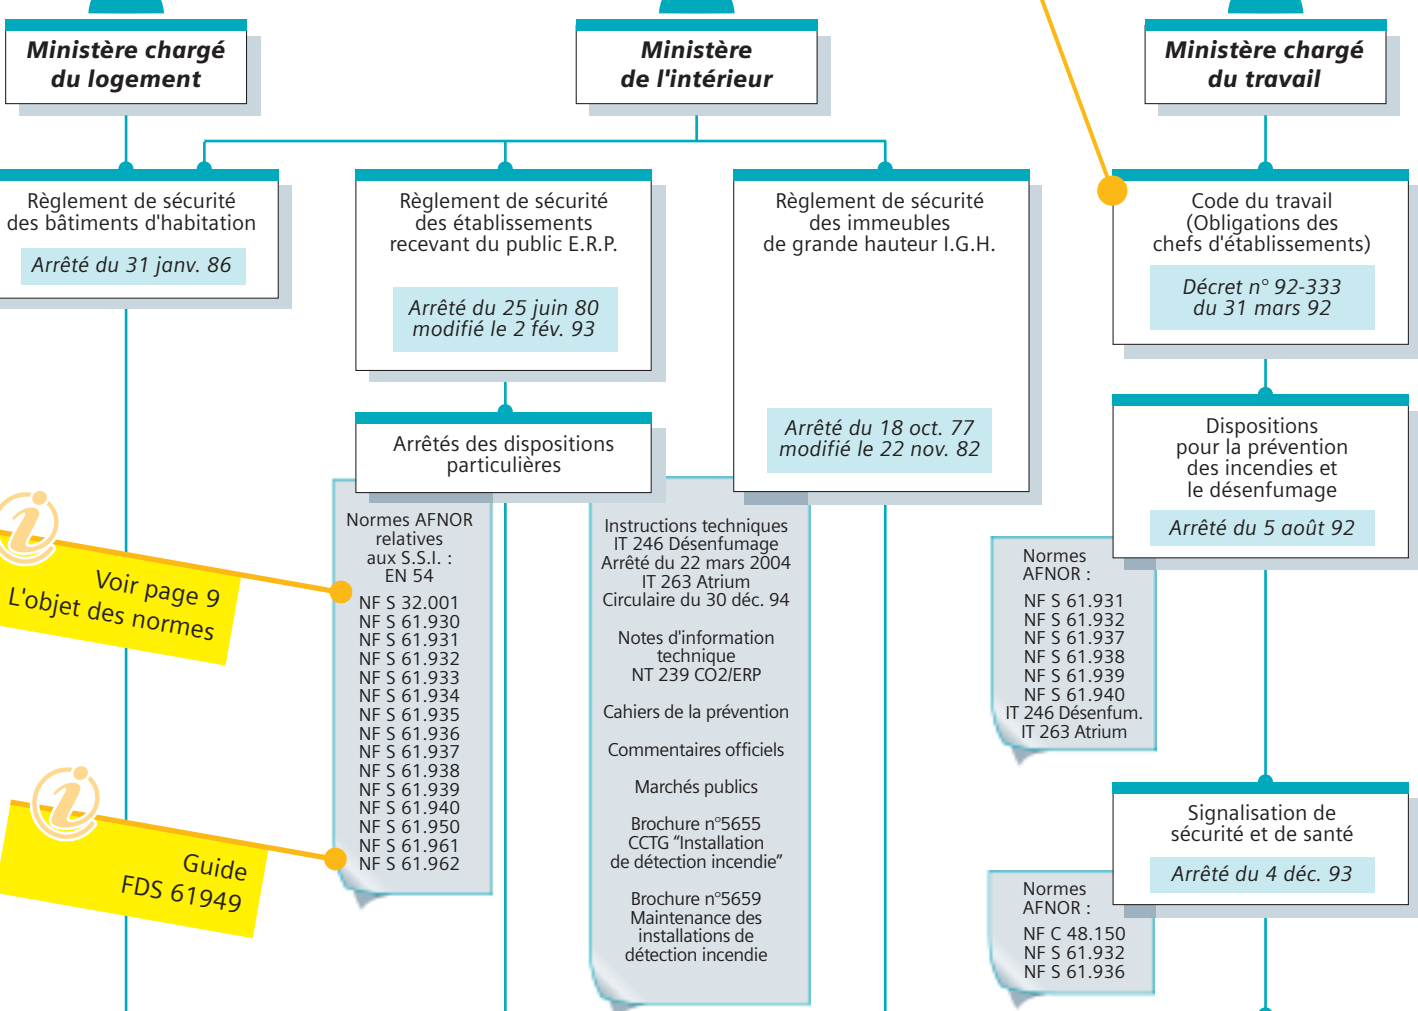 Ministère chargé
du logement
Ministère
de l'intérieur
Ministère chargé
du travail
Règlement de sécurité
des bâtiments d'habitation
Arrêté du 31 janv. 86
Règlement de sécurité
des établissements
recevant du public E.R.P.
Arrêté du 25 juin 80
modifié le 2 fév. 93
Règlement de sécurité
des immeubles
de grande hauteur I.G.H.
Arrêté du 18 oct. 77
modifié le 22 nov. 82
Code du travail
(Obligations des
chefs d'établissements)
Décret n° 92-333
du 31 mars 92
Arrêtés des dispositions
particulières
Dispositions
pour la prévention
des incendies et
le désenfumage
Arrêté du 5 août 92
i
Voir page 9
L'objet des normes
Normes AFNOR
relatives
aux S.S.I. :
EN 54
NF S 32.001
NF S 61.930
NF S 61.931
NF S 61.932
NF S 61.933
NF S 61.934
NF S 61.935
NF S 61.936
NF S 61.937
NF S 61.938
NF S 61.939
NF S 61.940
NF S 61.950
NF S 61.961
NF S 61.962
i
Guide
FDS 61949
Instructions techniques
IT 246 Désenfumage
Arrêté du 22 mars 2004
IT 263 Atrium
Circulaire du 30 déc. 94
Notes d'information
technique
NT 239 CO2/ERP
Cahiers de la prévention
Commentaires officiels
Marchés publics
Brochure n°5655
CCTG “Installation
de détection incendie”
Brochure n°5659
Maintenance des
installations de
détection incendie
Normes
AFNOR :
NF S 61.931
NF S 61.932
NF S 61.937
NF S 61.938
NF S 61.939
NF S 61.940
IT 246 Désenfum.
IT 263 Atrium
Signalisation de
sécurité et de santé
Arrêté du 4 déc. 93
Normes
AFNOR :
NF C 48.150
NF S 61.932
NF S 61.936